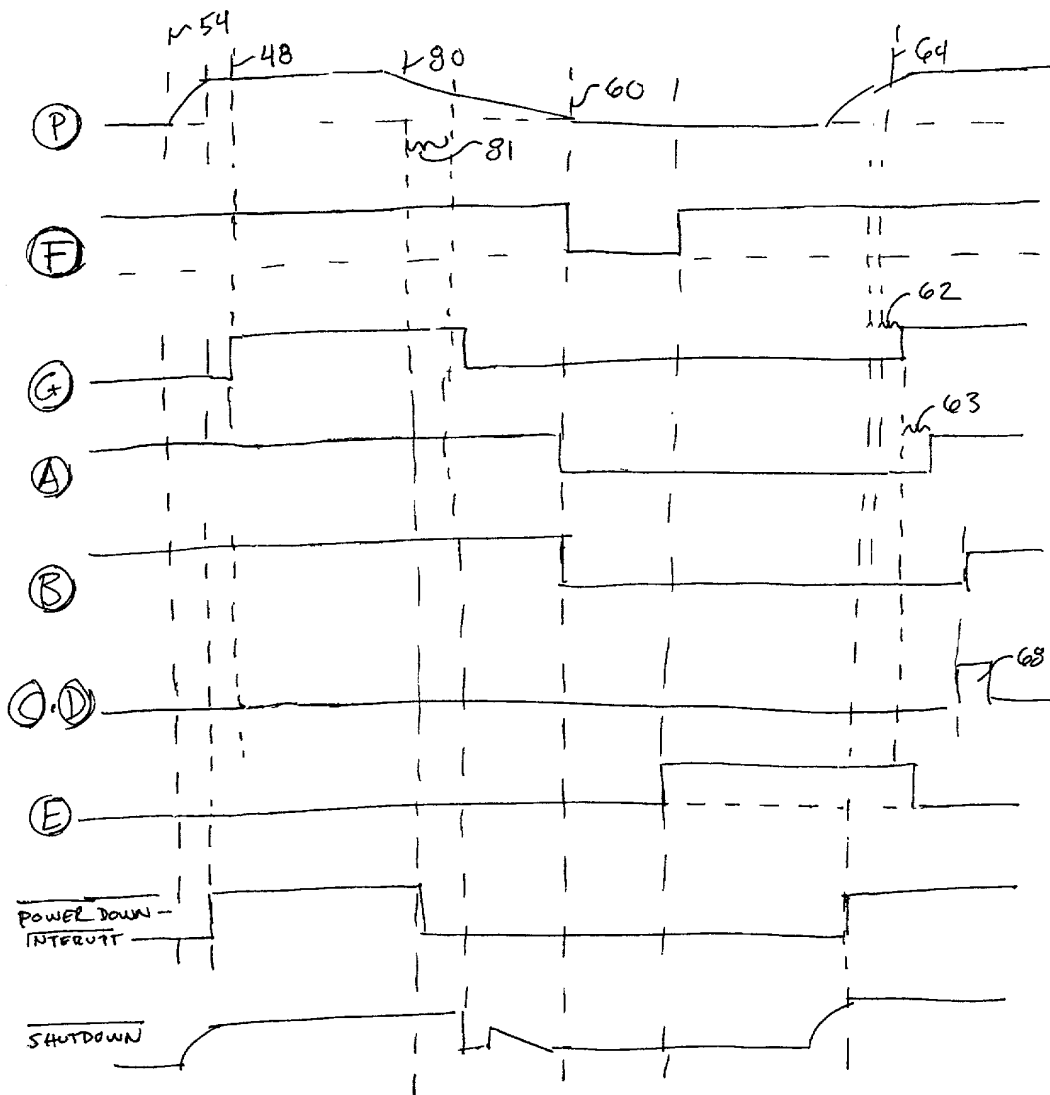 54
48
80
64
P
60
81
F
62
G
63
A
B
68
C.D
E
POWER DOWN-
INTERUPT
SHUTDOWN